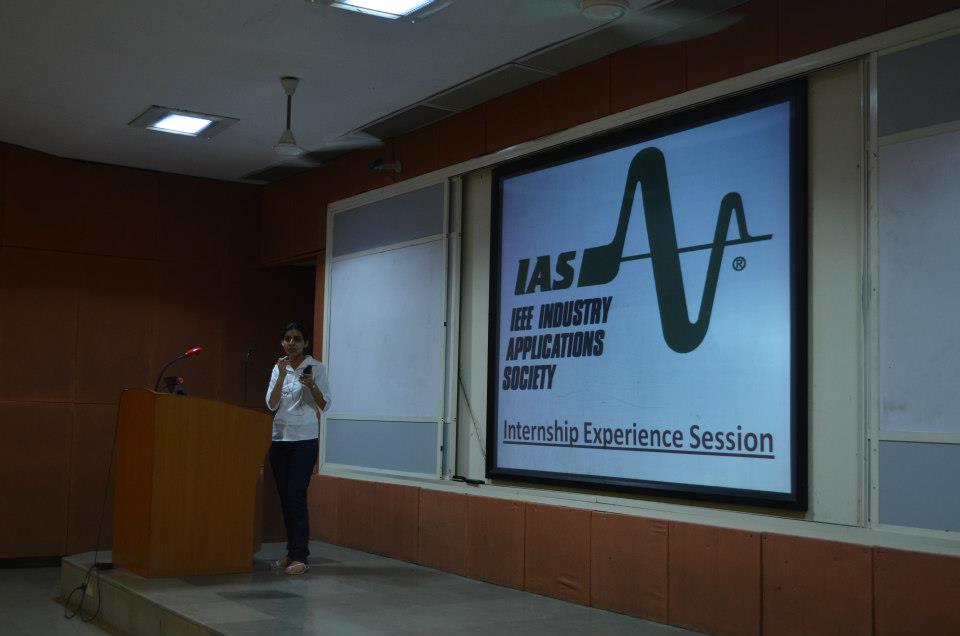 IAS
®
IEEE INDUSTRY
APPLICATIONS
SOCIETY
Internship Experience Session